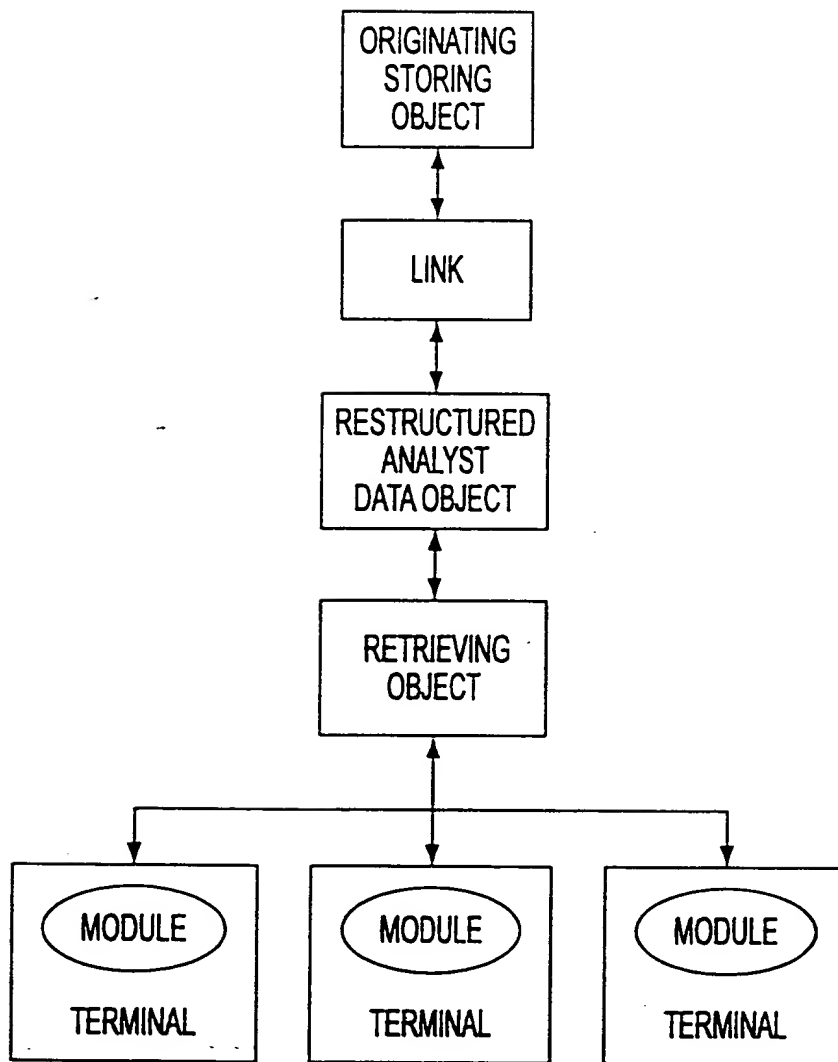 ORIGINATING
STORING
OBJECT
LINK
RESTRUCTURED
ANALYST
DATA OBJECT
RETRIEVING
OBJECT
MODULE
TERMINAL
MODULE
TERMINAL
MODULE
TERMINAL